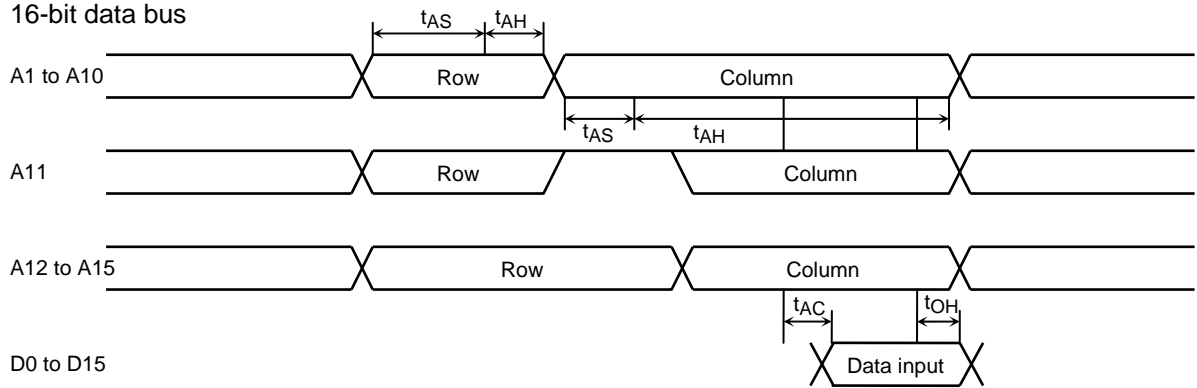 16-bit data bus
tAS tAH
A1 to A10 Row Column
tAS tAH
A11 Row Column
A12 to A15 Row Column
tAC tOH
D0 to D15 Data input